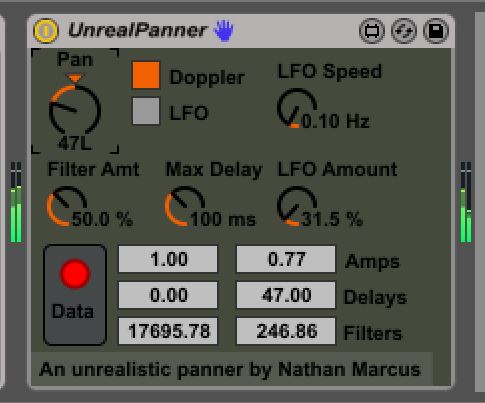 UnrealPanner
Pan
47L
Doppler
LFO
LFO Speed
0.10 Hz
Filter Amt
50.0 %
Max Delay
100 ms
LFO Amount
31.5 %
Data
1.00 0.77 Amps
0.00 47.00 Delays
17695.78 246.86 Filters
An unrealistic panner by Nathan Marcus